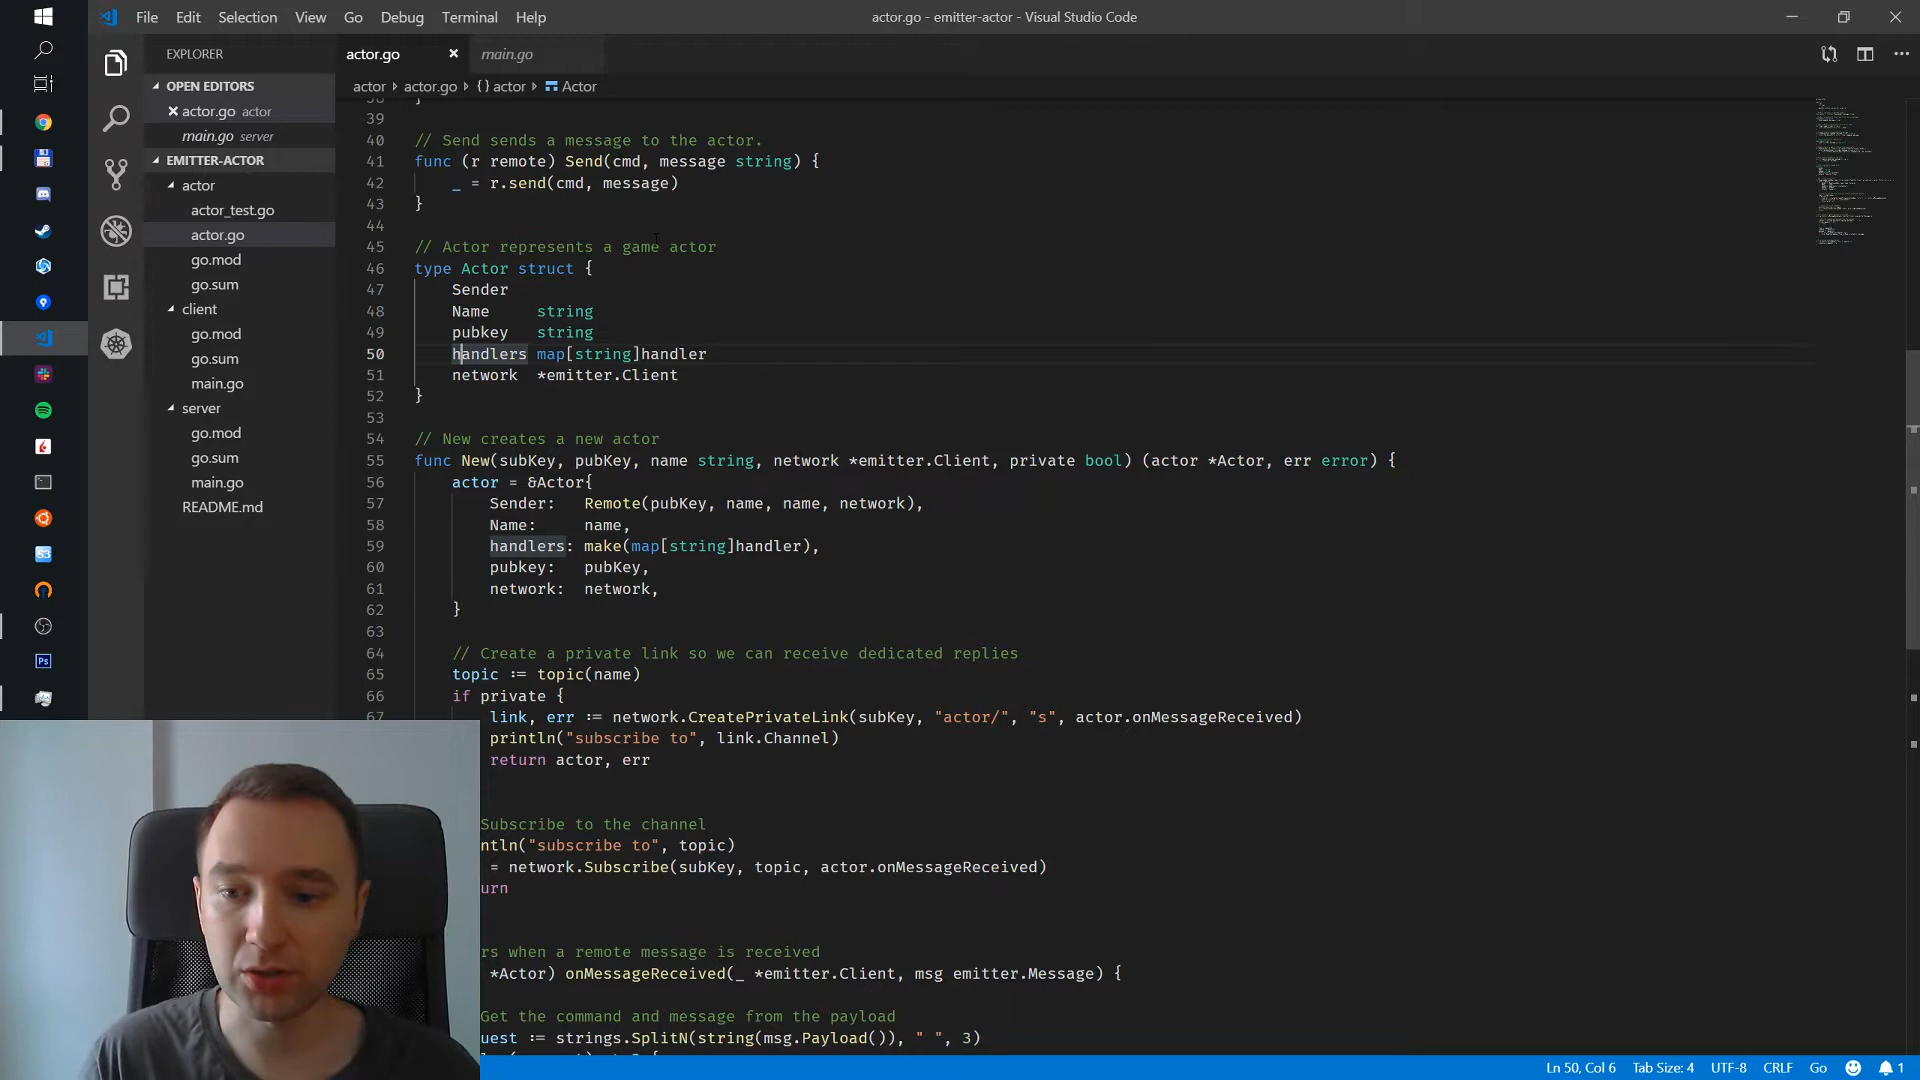 File Edit Selection View Go Debug Terminal Help
actor.go - emitter-actor - Visual Studio Code
EXPLORER
OPEN EDITORS
actor.go actor
main.go server
EMITTER-ACTOR
actor
actor_test.go
actor.go
go.mod
go.sum
client
go.mod
go.sum
main.go
server
go.mod
go.sum
main.go
README.md
actor.go
main.go
actor › actor.go › {} actor › Actor
38 }
39
40 // Send sends a message to the actor.
41 func (r remote) Send(cmd, message string) {
42 _ = r.send(cmd, message)
43 }
44
45 // Actor represents a game actor
46 type Actor struct {
47 Sender
48 Name string
49 pubkey string
50 handlers map[string]handler
51 network *emitter.Client
52 }
53
54 // New creates a new actor
55 func New(subKey, pubKey, name string, network *emitter.Client, private bool) (actor *Actor, err error) {
56 actor = &Actor{
57 Sender: Remote(pubKey, name, name, network),
58 Name: name,
59 handlers: make(map[string]handler),
60 pubkey: pubKey,
61 network: network,
62 }
63
64 // Create a private link so we can receive dedicated replies
65 topic := topic(name)
66 if private {
67 link, err := network.CreatePrivateLink(subKey, "actor/", "s", actor.onMessageReceived)
println("subscribe to", link.Channel)
return actor, err
Subscribe to the channel
ntln("subscribe to", topic)
= network.Subscribe(subKey, topic, actor.onMessageReceived)
urn
rs when a remote message is received
*Actor) onMessageReceived(_ *emitter.Client, msg emitter.Message) {
Get the command and message from the payload
uest := strings.SplitN(string(msg.Payload()), " ", 3)
S3
Ps
Ln 50, Col 6 Tab Size: 4 UTF-8 CRLF Go 1